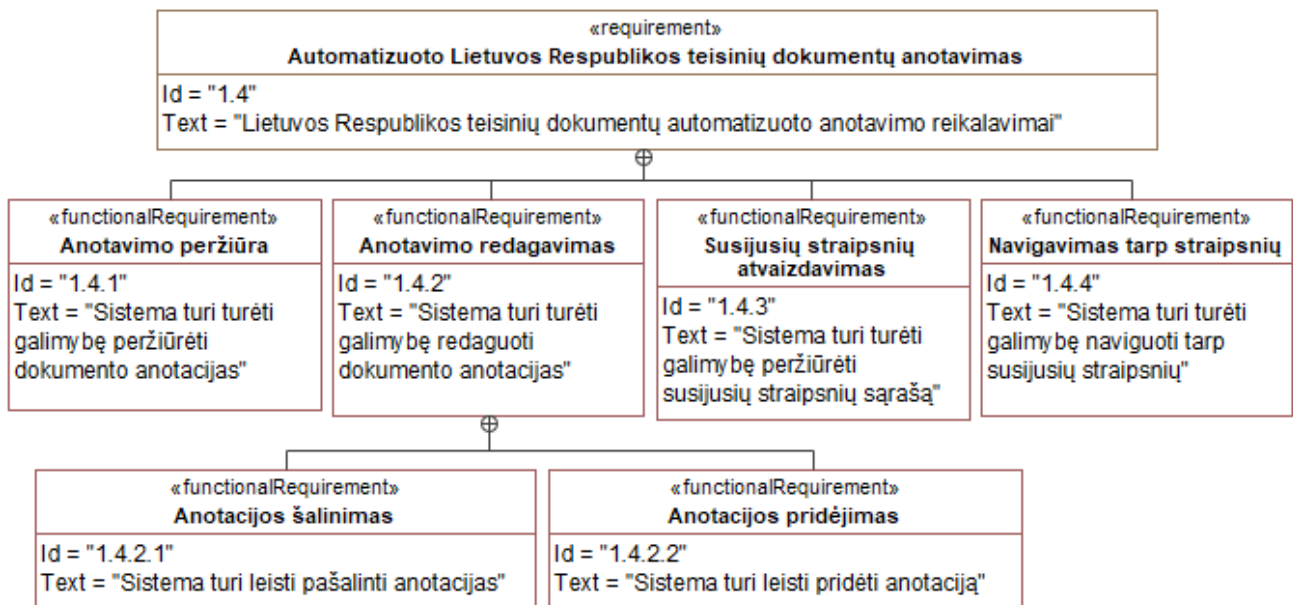 «requirement»
Automatizuoto Lietuvos Respublikos teisinių dokumentų anotavimas
Id = "1.4"
Text = "Lietuvos Respublikos teisinių dokumentų automatizuoto anotavimo reikalavimai"
«functionalRequirement»
Anotavimo peržiūra
Id = "1.4.1"
Text = "Sistema turi turėti
galimybę peržiūrėti
dokumento anotacijas"
«functionalRequirement»
Anotavimo redagavimas
Id = "1.4.2"
Text = "Sistema turi turėti
galimybę redaguoti
dokumento anotacijas"
«functionalRequirement»
Susijusių straipsnių
atvaizdavimas
Id = "1.4.3"
Text = "Sistema turi turėti
galimybę peržiūrėti
susijusių straipsnių sąrašą"
«functionalRequirement»
Navigavimas tarp straipsnių
Id = "1.4.4"
Text = "Sistema turi turėti
galimybę naviguoti tarp
susijusių straipsnių"
«functionalRequirement»
Anotacijos šalinimas
Id = "1.4.2.1"
Text = "Sistema turi leisti pašalinti anotacijas"
«functionalRequirement»
Anotacijos pridėjimas
Id = "1.4.2.2"
Text = "Sistema turi leisti pridėti anotaciją"